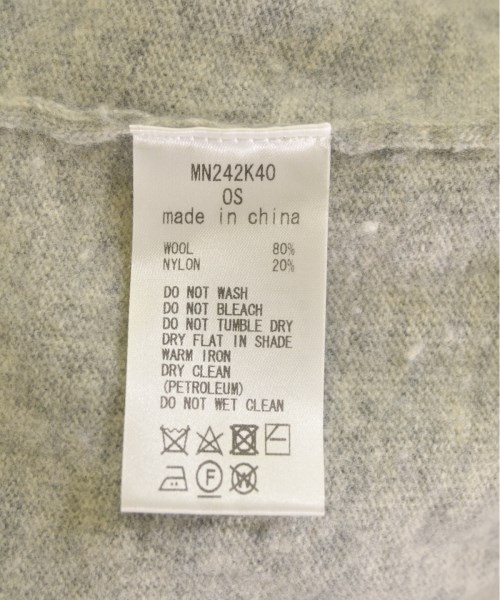 MN242K40
OS
made in china
WOOL 80%
NYLON 20%
DO NOT WASH
DO NOT BLEACH
DO NOT TUMBLE DRY
DRY FLAT IN SHADE
WARM IRON
DRY CLEAN
(PETROLEUM)
DO NOT WET CLEAN
F W